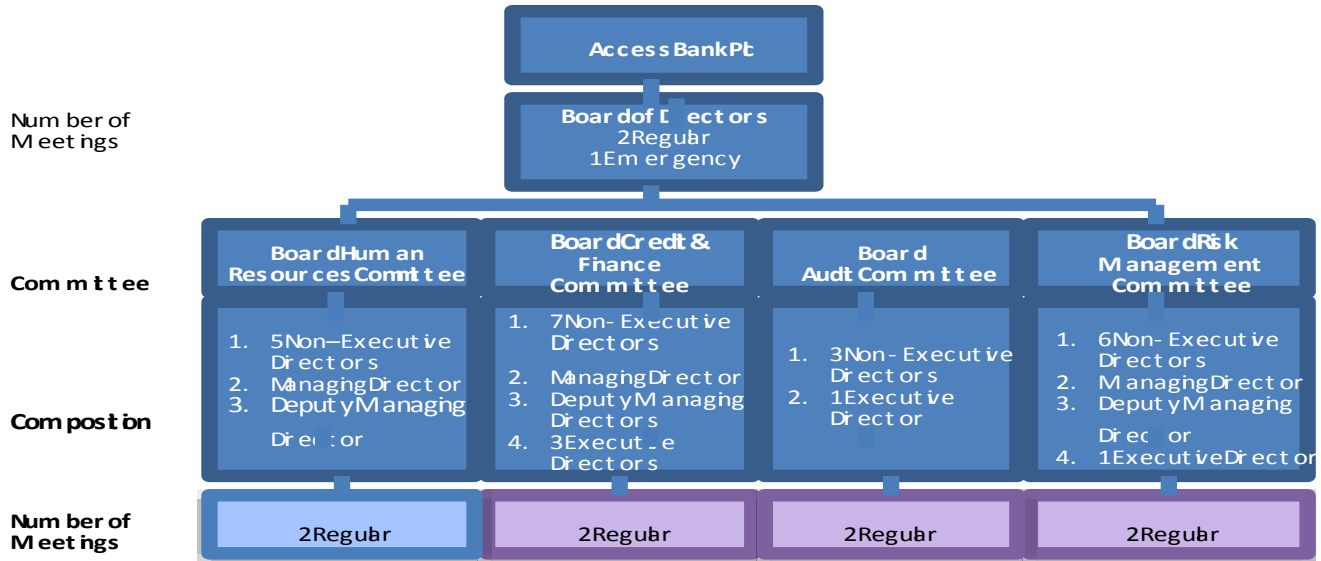 Access Bank Plc
Number of
Meetings
Board of Directors
2 Regular
1 Emergency
Committee
Board Human
Resources Committee
Board Credit &
Finance
Committee
Board
Audit Committee
Board Risk
Management
Committee
Composition
1. 5 Non–Executive
Directors
2. Managing Director
3. Deputy Managing
Director
1. 7 Non-Executive
Directors
2. Managing Director
3. Deputy Managing
Directors
4. 3 Executive
Directors
1. 3 Non-Executive
Directors
2. 1 Executive
Director
1. 6 Non-Executive
Directors
2. Managing Director
3. Deputy Managing
Director
4. 1 Executive Director
Number of
Meetings
2 Regular
2 Regular
2 Regular
2 Regular